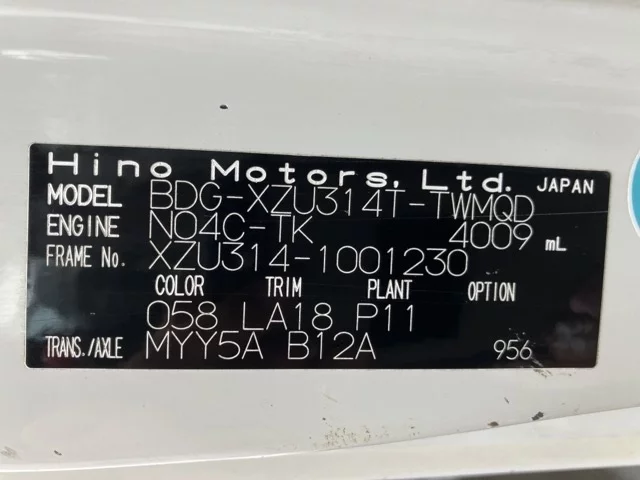 Hino Motors, Ltd. JAPAN
MODEL BDG-XZU314T-TWMQD
ENGINE N04C-TK 4009 mL
FRAME No. XZU314-1001230
COLOR TRIM PLANT OPTION
058 LA18 P11
TRANS./AXLE MYY5A B12A 956